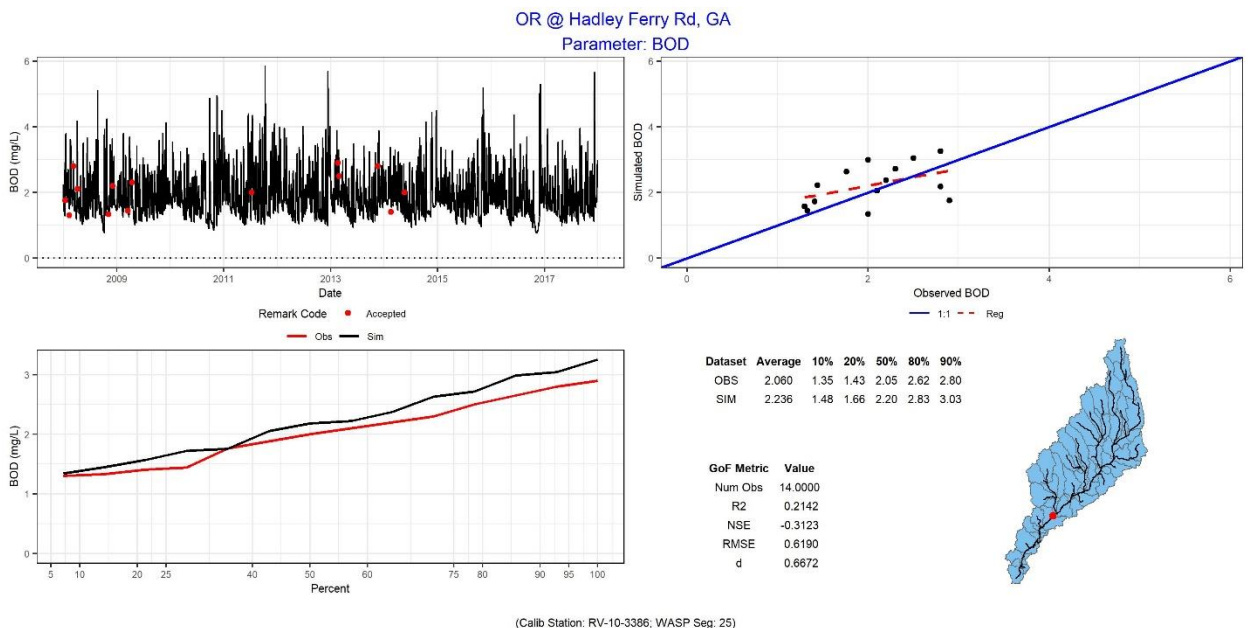 OR @ Hadley Ferry Rd, GA
Parameter: BOD
BOD (mg/L)
6
4
2
0
2009 2011 2013 2015 2017
Date
Remark Code Accepted
Simulated BOD
6
4
2
0
0 2 4 6
Observed BOD
1:1 Reg
Obs Sim
BOD (mg/L)
3
2
1
0
5 10 20 25 40 50 60 75 80 90 95 100
Percent
Dataset Average 10% 20% 50% 80% 90%
OBS 2.060 1.35 1.43 2.05 2.62 2.80
SIM 2.236 1.48 1.66 2.20 2.83 3.03
GoF Metric Value
Num Obs 14.0000
R2 0.2142
NSE -0.3123
RMSE 0.6190
d 0.6672
(Calib Station: RV-10-3386; WASP Seg: 25)